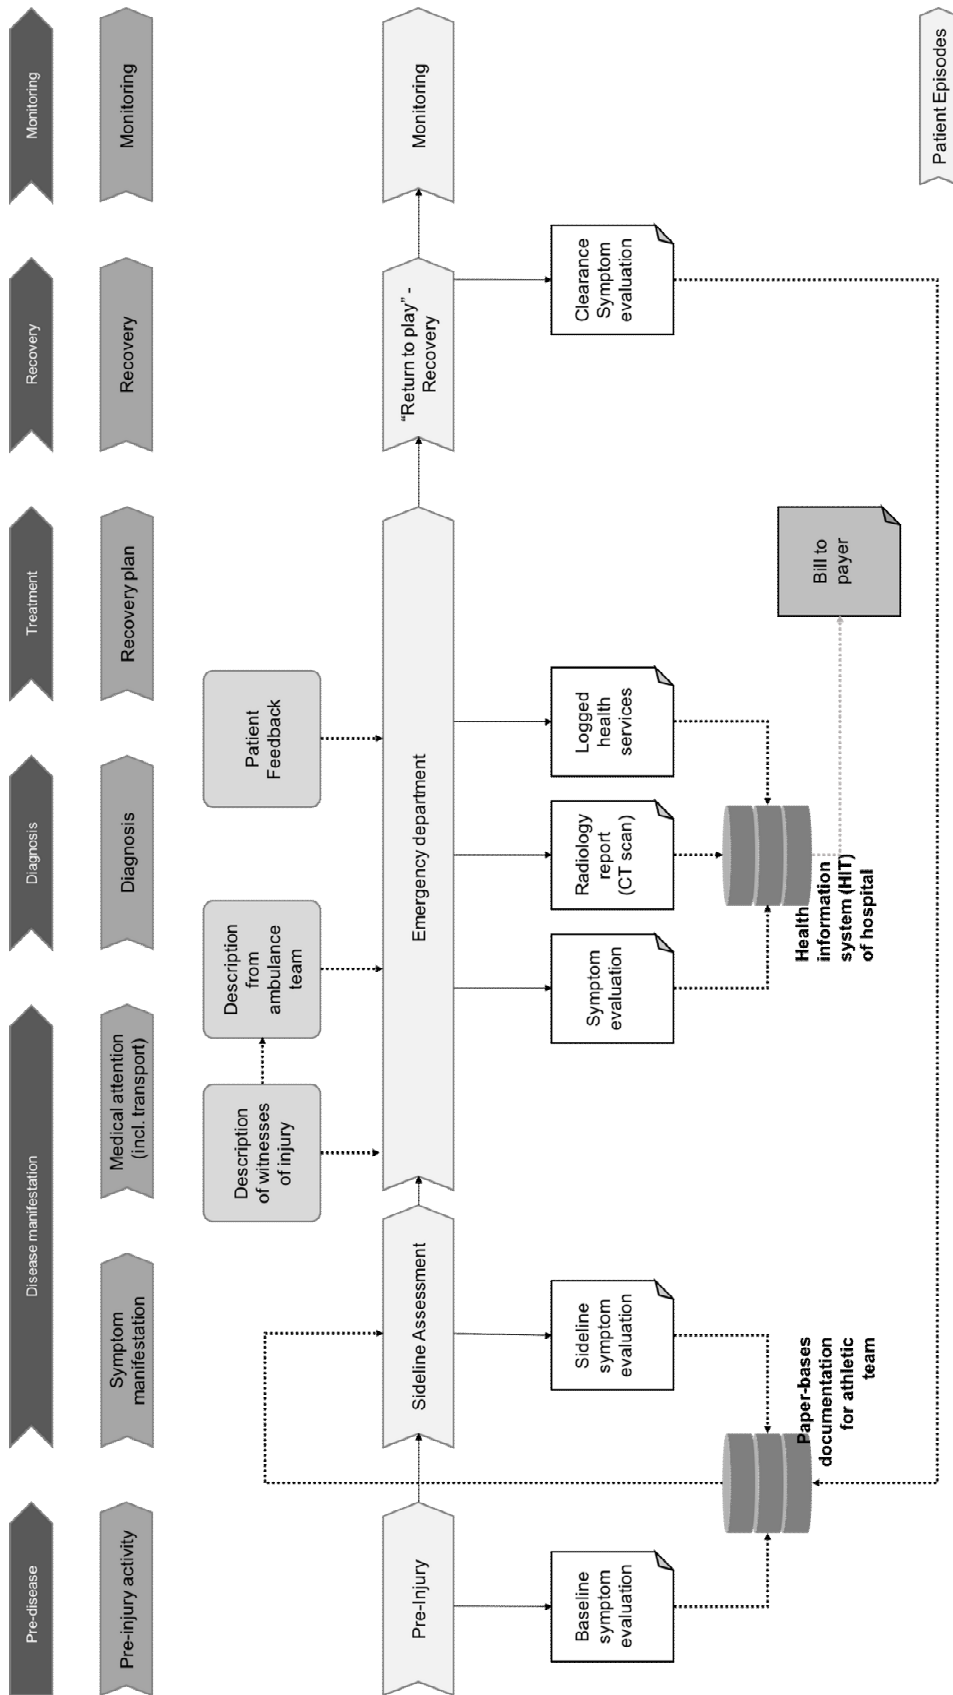 Pre-disease
Disease manifestation
Diagnosis
Treatment
Recovery
Monitoring
Pre-injury activity
Symptom
manifestation
Medical attention
(incl. transport)
Diagnosis
Recovery plan
Recovery
Monitoring
Description
of witnesses
of injury
Description
from
ambulance
team
Patient
Feedback
Pre-Injury
Sideline Assessment
Emergency department
“Return to play” -
Recovery
Monitoring
Baseline
symptom
evaluation
Sideline
symptom
evaluation
Symptom
evaluation
Radiology
report
(CT scan)
Logged
health
services
Clearance
Symptom
evaluation
Paper-bases
documentation
for athletic
team
Health
information
system (HIT)
of hospital
Bill to
payer
Patient Episodes